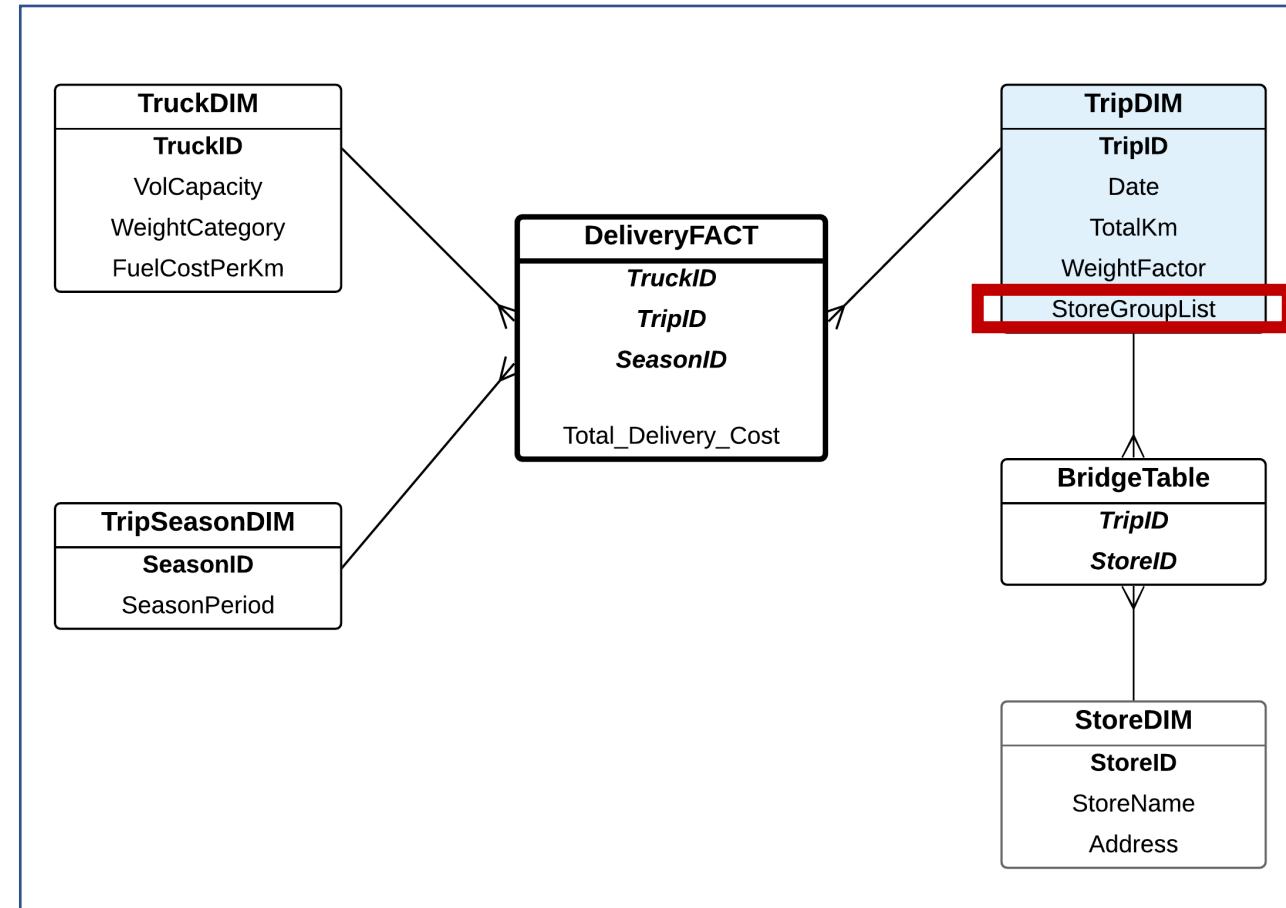 TruckDIM
TruckID
VolCapacity
WeightCategory
FuelCostPerKm
TripSeasonDIM
SeasonID
SeasonPeriod
DeliveryFACT
TruckID
TripID
SeasonID
Total_Delivery_Cost
TripDIM
TripID
Date
TotalKm
WeightFactor
StoreGroupList
BridgeTable
TripID
StoreID
StoreDIM
StoreID
StoreName
Address